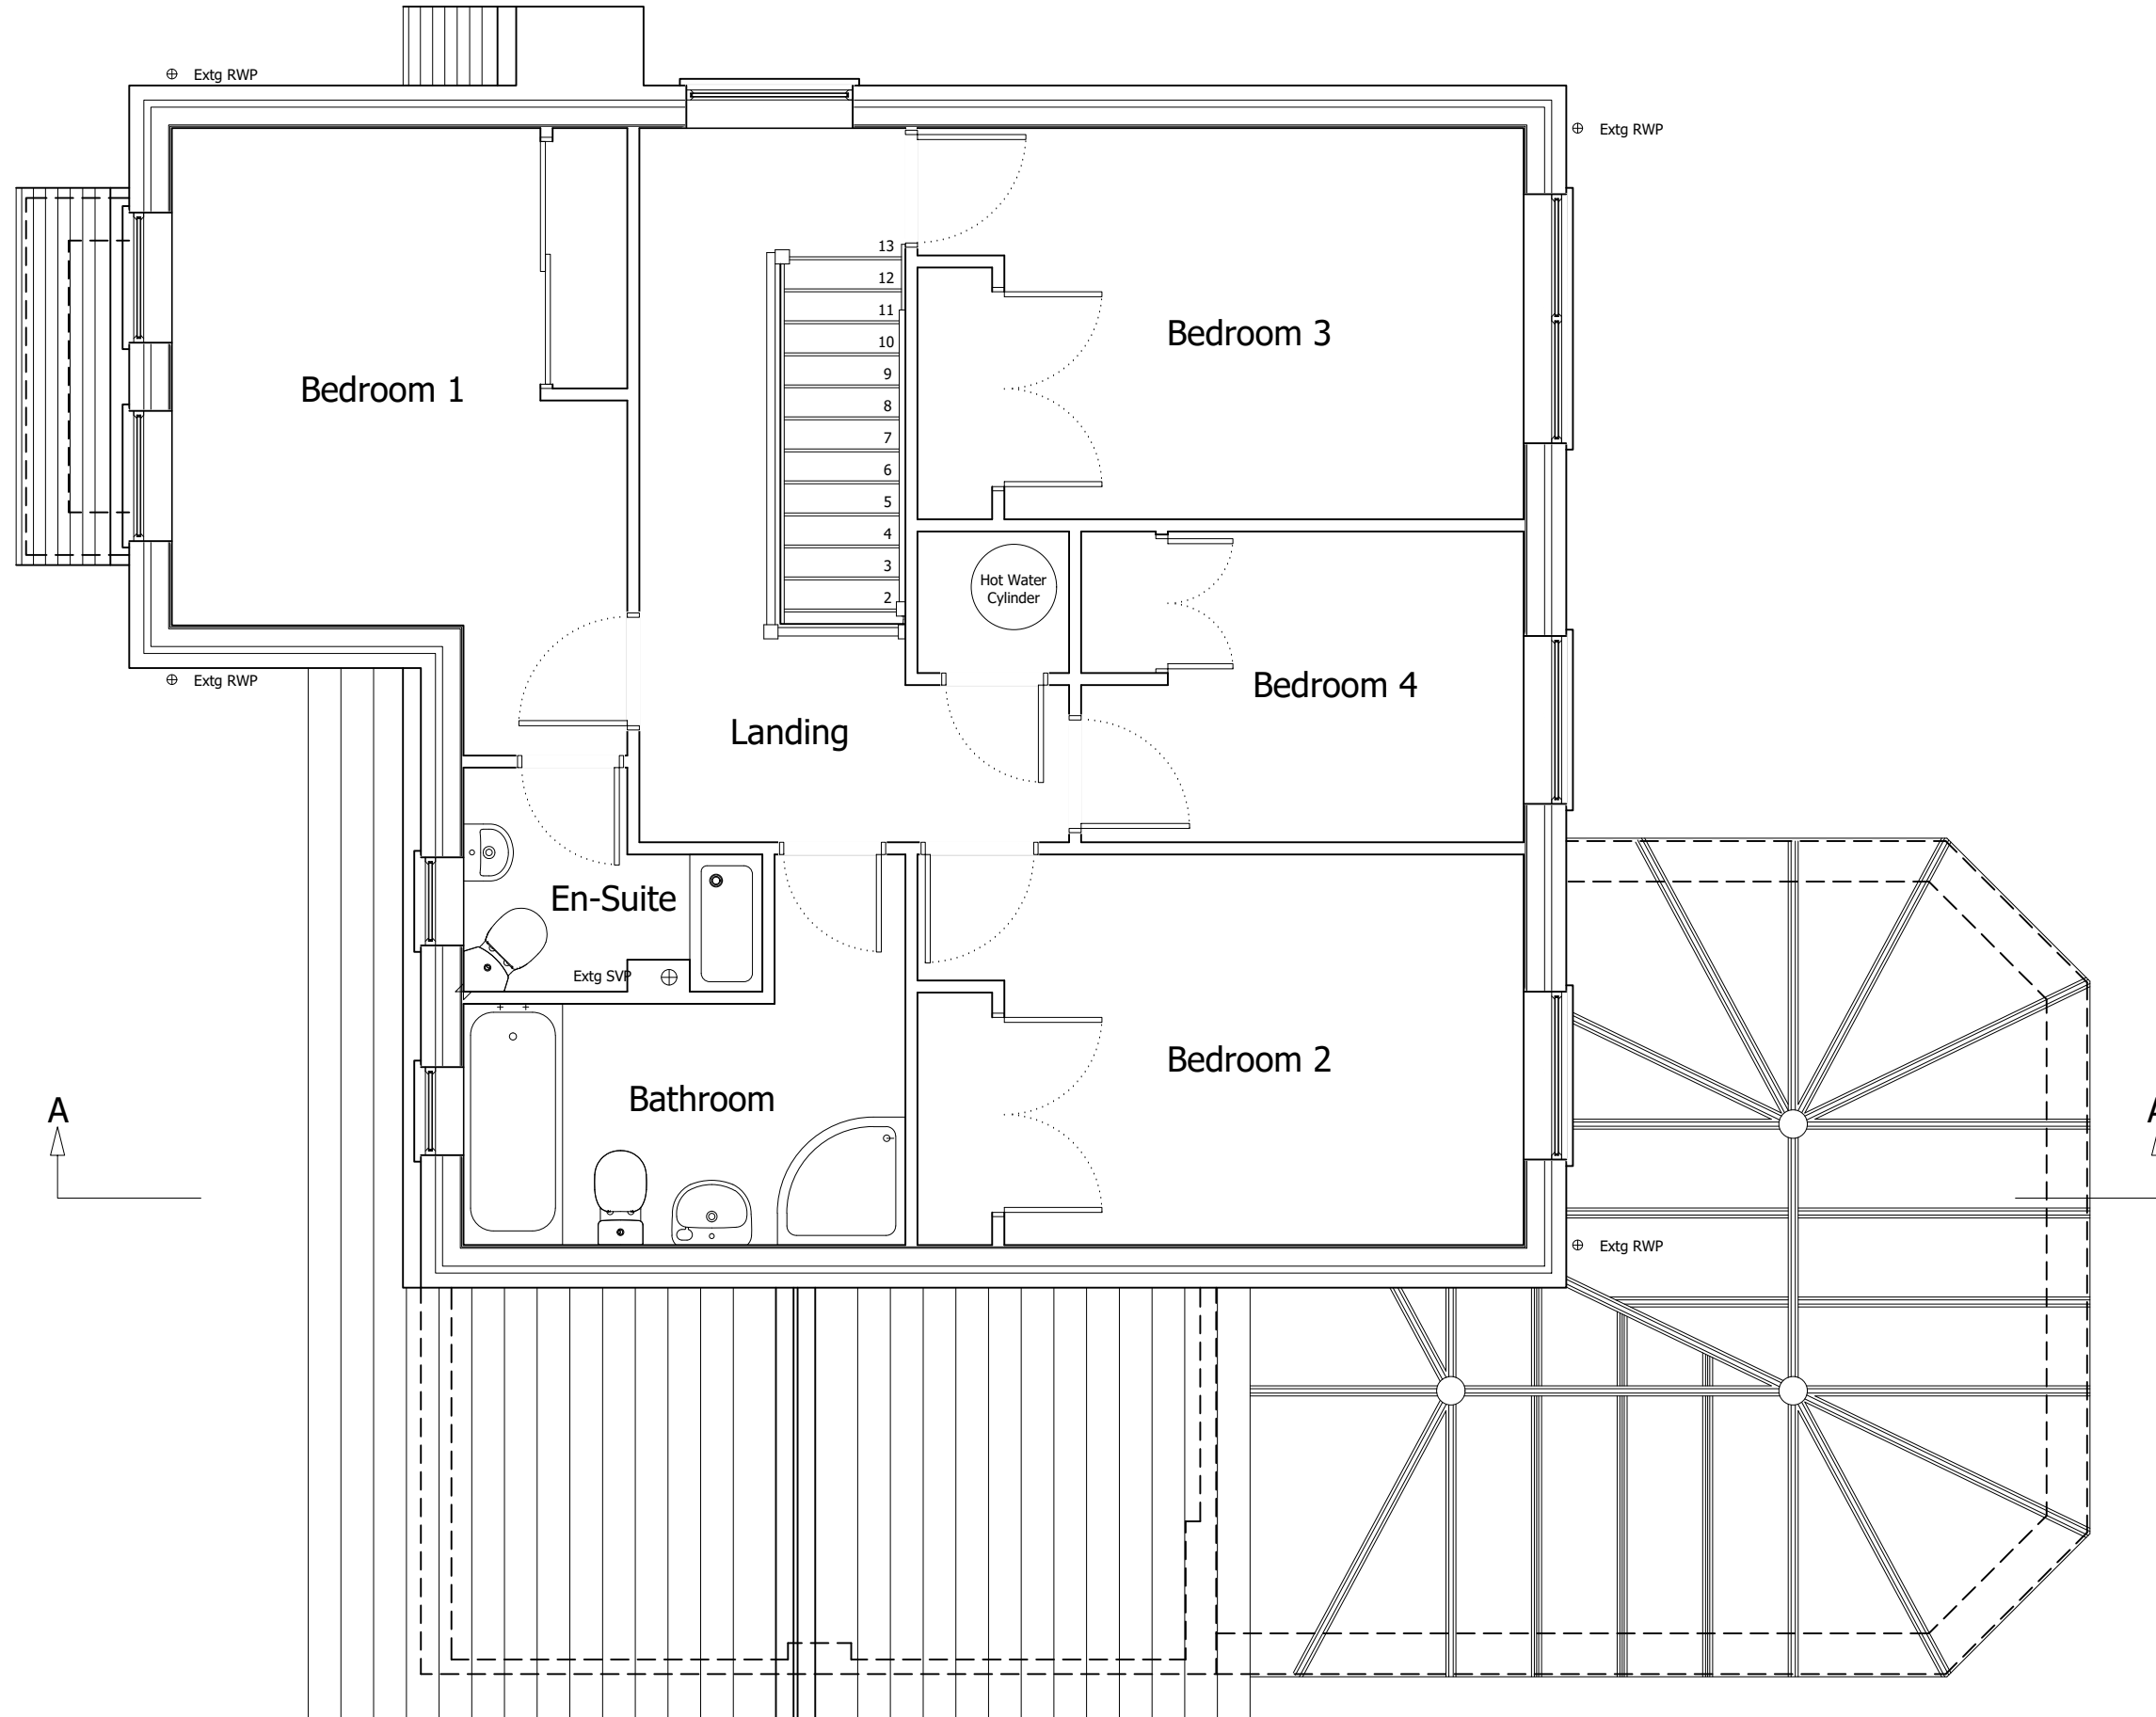 Extg RWP
Extg RWP
13
12
11
10
9
8
7
6
5
4
3
2
Bedroom 3
Bedroom 1
Hot Water
Cylinder
Extg RWP
Bedroom 4
Landing
En-Suite
Extg SVP
Bedroom 2
Bathroom
A
A
Extg RWP